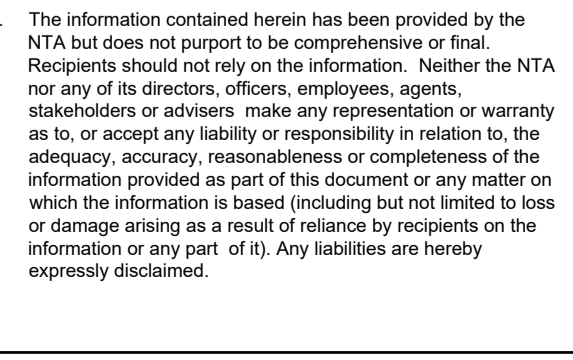 . The information contained herein has been provided by the
NTA but does not purport to be comprehensive or final.
Recipients should not rely on the information.  Neither the NTA
nor any of its directors, officers, employees, agents,
stakeholders or advisers  make any representation or warranty
as to, or accept any liability or responsibility in relation to, the
adequacy, accuracy, reasonableness or completeness of the
information provided as part of this document or any matter on
which the information is based (including but not limited to loss
or damage arising as a result of reliance by recipients on the
information or any part  of it). Any liabilities are hereby
expressly disclaimed.